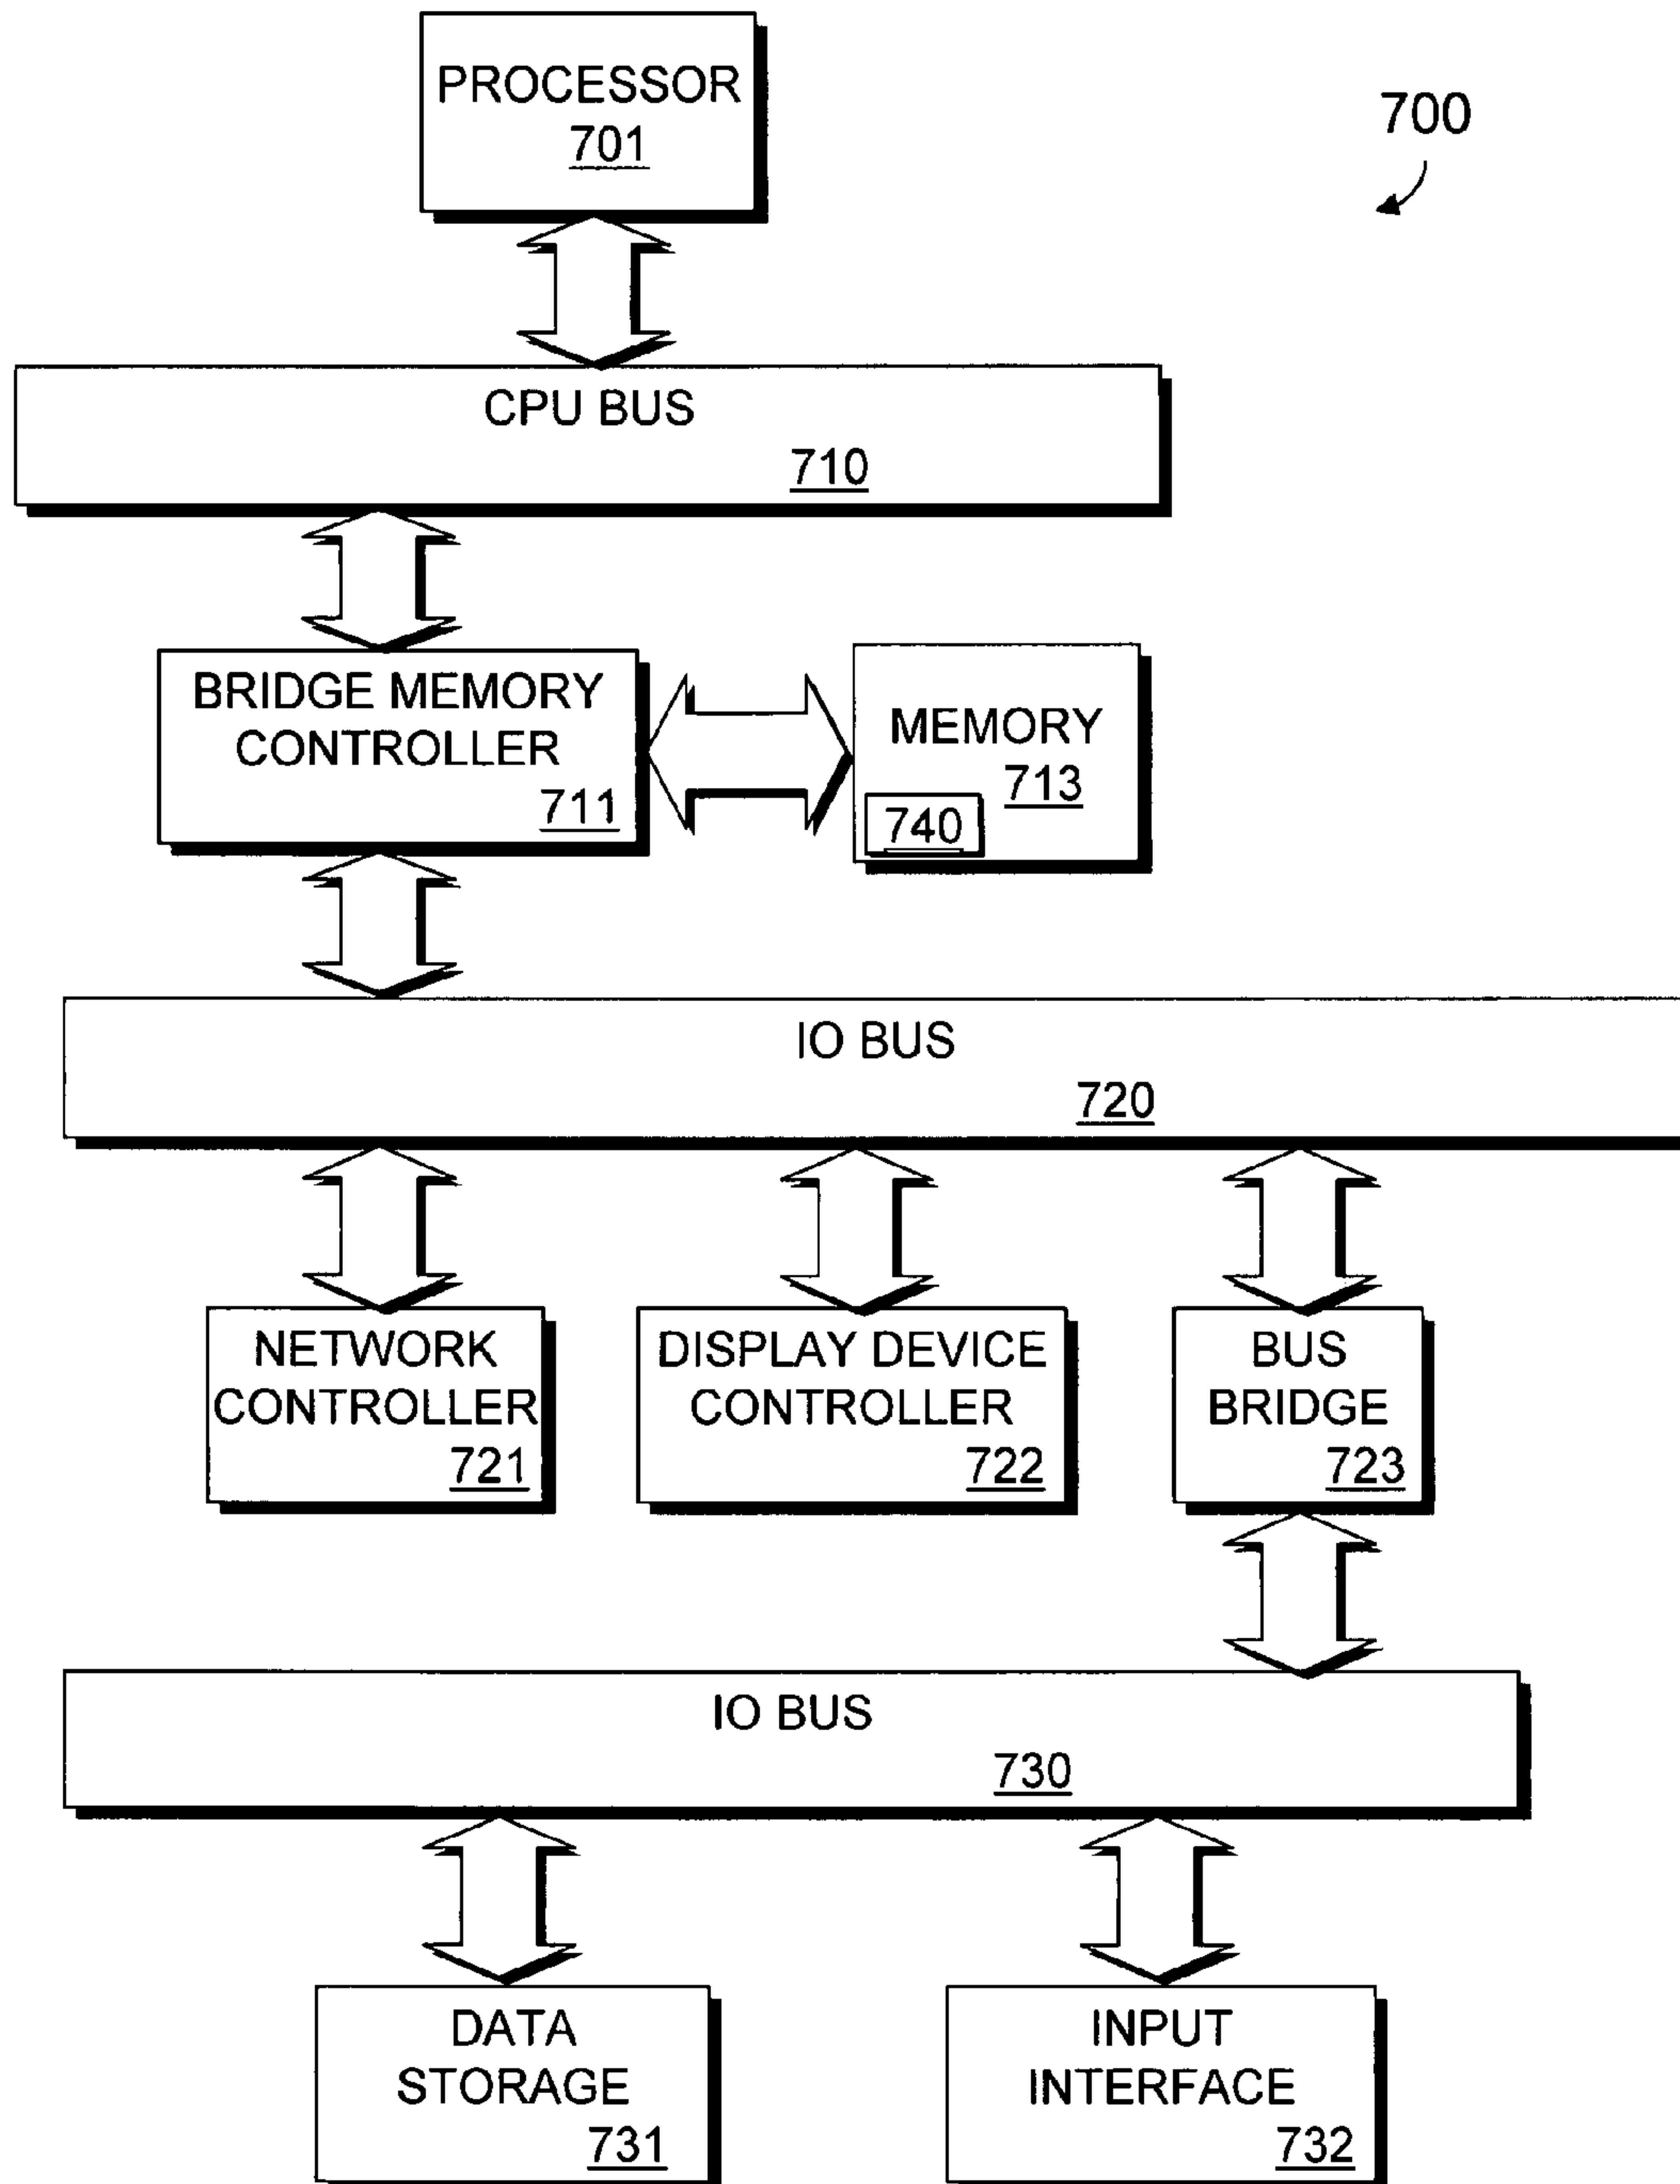 PROCESSOR
701
700
CPU BUS
710
BRIDGE MEMORY
CONTROLLER
711
MEMORY
713
740
IO BUS
720
NETWORK
CONTROLLER
721
DISPLAY DEVICE
CONTROLLER
722
BUS
BRIDGE
723
IO BUS
730
DATA
STORAGE
731
INPUT
INTERFACE
732